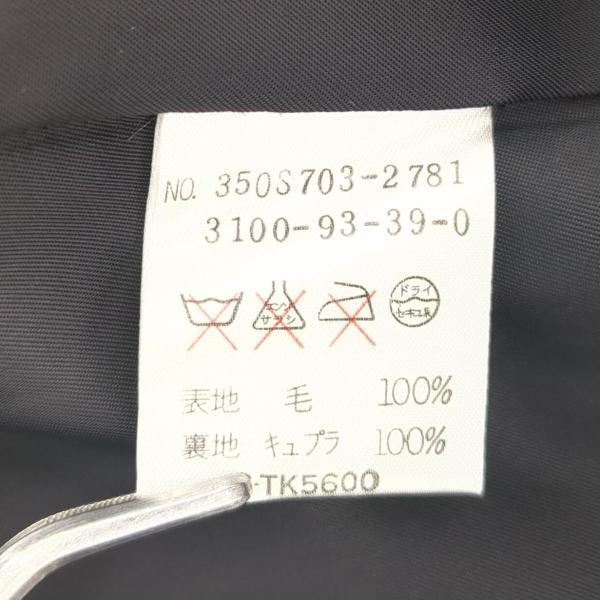 NO. 350S703-2781
3100-93-39-0
エンソ サラシ ドライ セキユ系
表地 毛 100%
裏地 キュプラ 100%
-TK5600